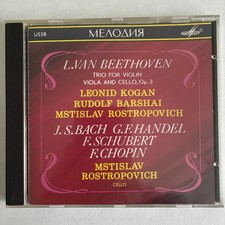 USSR
МЕЛОДИЯ
L.VAN BEETHOVEN
TRIO FOR VIOLIN
VIOLA AND CELLO, Op.3
LEONID KOGAN
RUDOLF BARSHAI
MSTISLAV ROSTROPOVICH
J.S.BACH G.F.HANDEL
F.SCHUBERT
F.CHOPIN
MSTISLAV
ROSTROPOVICH
CELLO